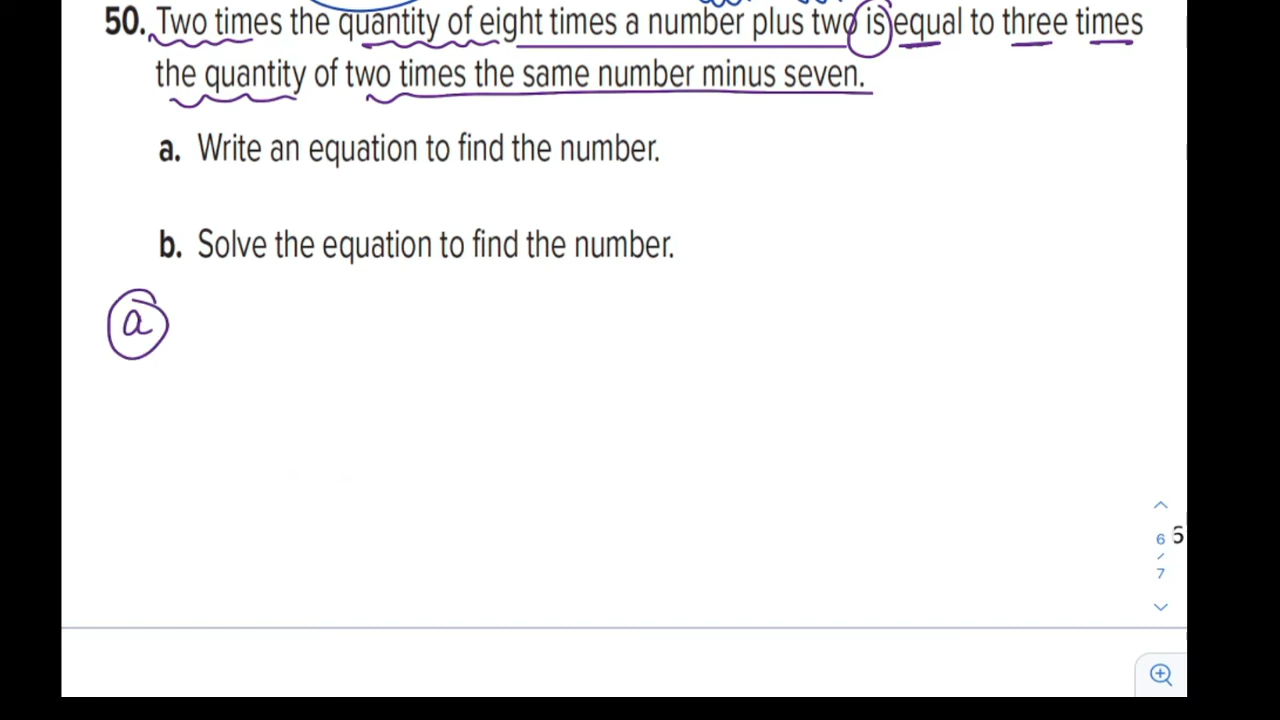 50. Two times the quantity of eight times a number plus two is equal to three times
the quantity of two times the same number minus seven.
a. Write an equation to find the number.
b. Solve the equation to find the number.
a
6
6
/
7